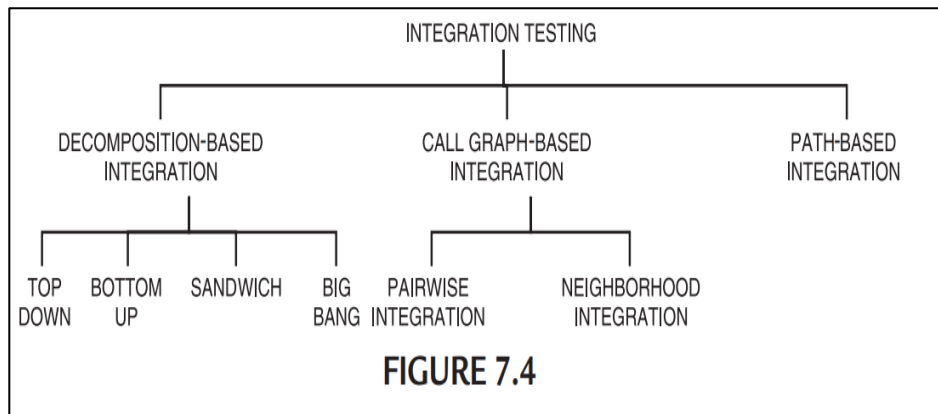 INTEGRATION TESTING
DECOMPOSITION-BASED
INTEGRATION
CALL GRAPH-BASED
INTEGRATION
PATH-BASED
INTEGRATION
TOP
DOWN
BOTTOM
UP
SANDWICH
BIG
BANG
PAIRWISE
INTEGRATION
NEIGHBORHOOD
INTEGRATION
FIGURE 7.4